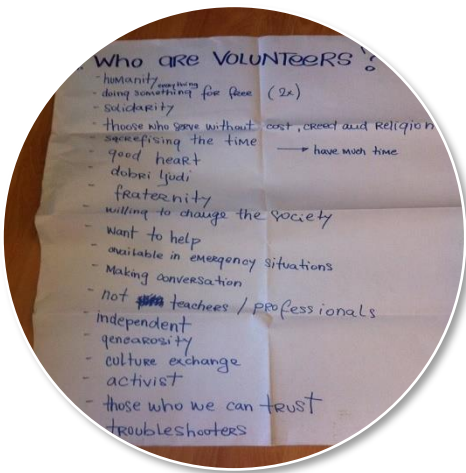 WHO ARE VOLUNTEERS?
- humanity
everything
- doing something for free (2x)
- solidarity
- thoose who serve without cost, creed and Religion
- sacrefising the time → have much time
- good heart
- dobri ljudi
- fraternity
- willing to change the society
- want to help
- available in emergency situations
- Making conversation
- not teachers / professionals
- independent
- genearosity
- culture exchange
- activist
- those who we can trust
- troubleshooters